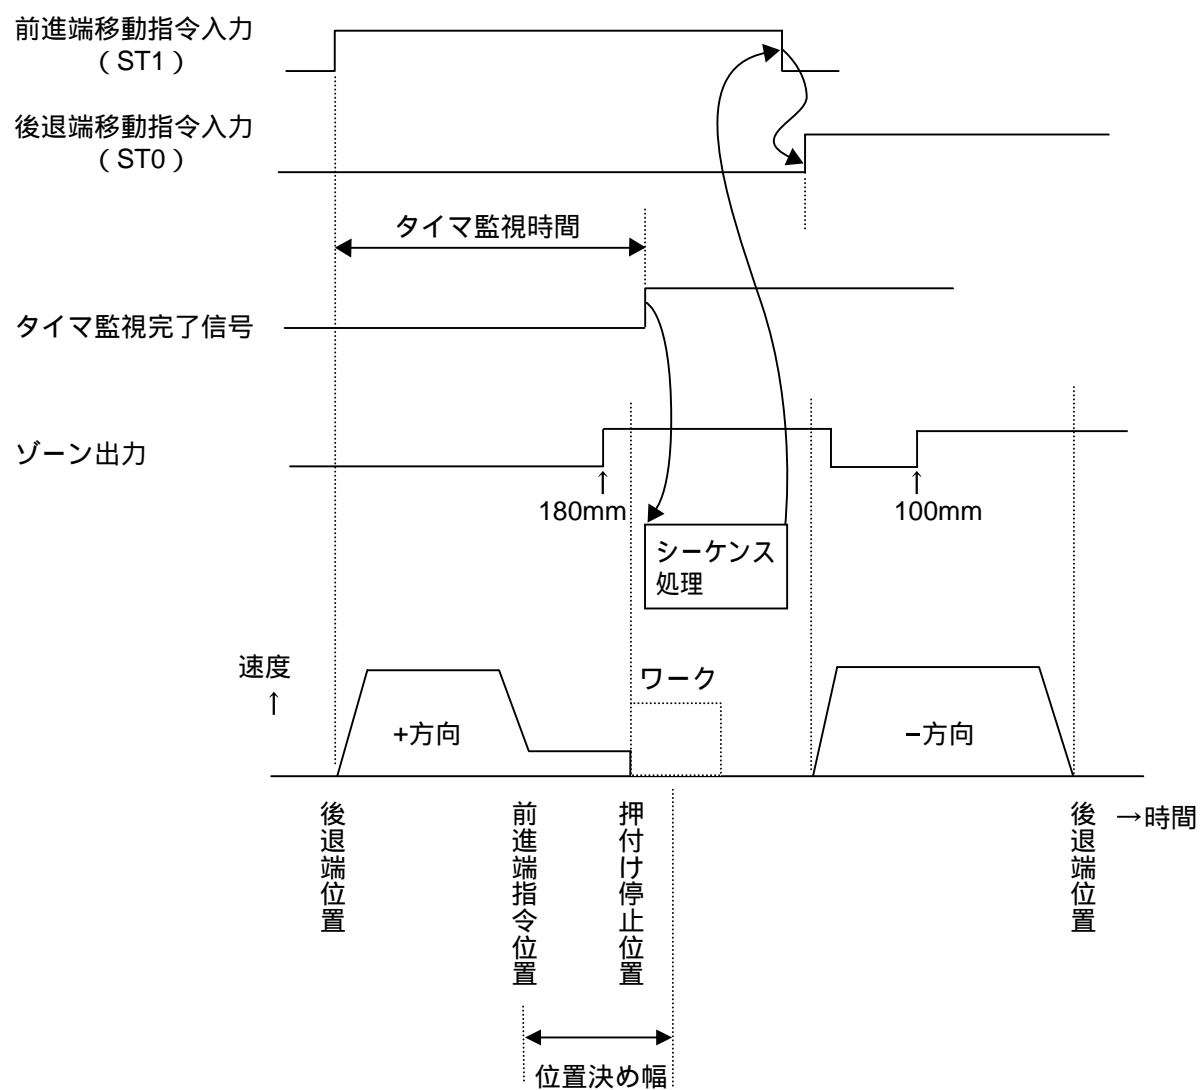 前進端移動指令入力
(ST1)
後退端移動指令入力
(ST0)
タイマ監視時間
タイマ監視完了信号
ゾーン出力
↑
180mm
↑
100mm
シーケンス
処理
速度
↑
ワーク
+方向
−方向
後退端位置
前進端指令位置
押付け停止位置
後退端位置
→時間
位置決め幅